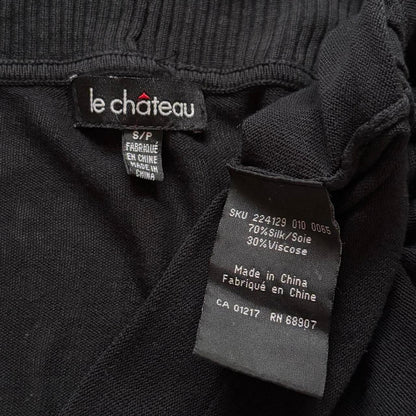 le château
S/P
FABRIQUÉ
EN CHINE
MADE IN
CHINA
SKU 224129 010 0065
70%Silk/Soie
30%Viscose
Made in China
Fabriqué en Chine
CA 01217 RN 68907